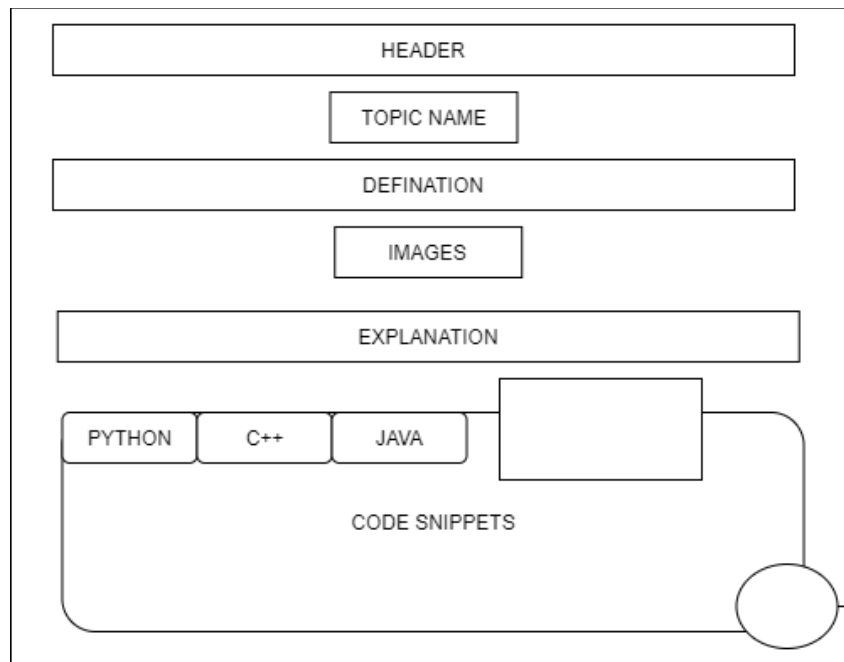 HEADER
TOPIC NAME
DEFINATION
IMAGES
EXPLANATION
PYTHON C++ JAVA
CODE SNIPPETS